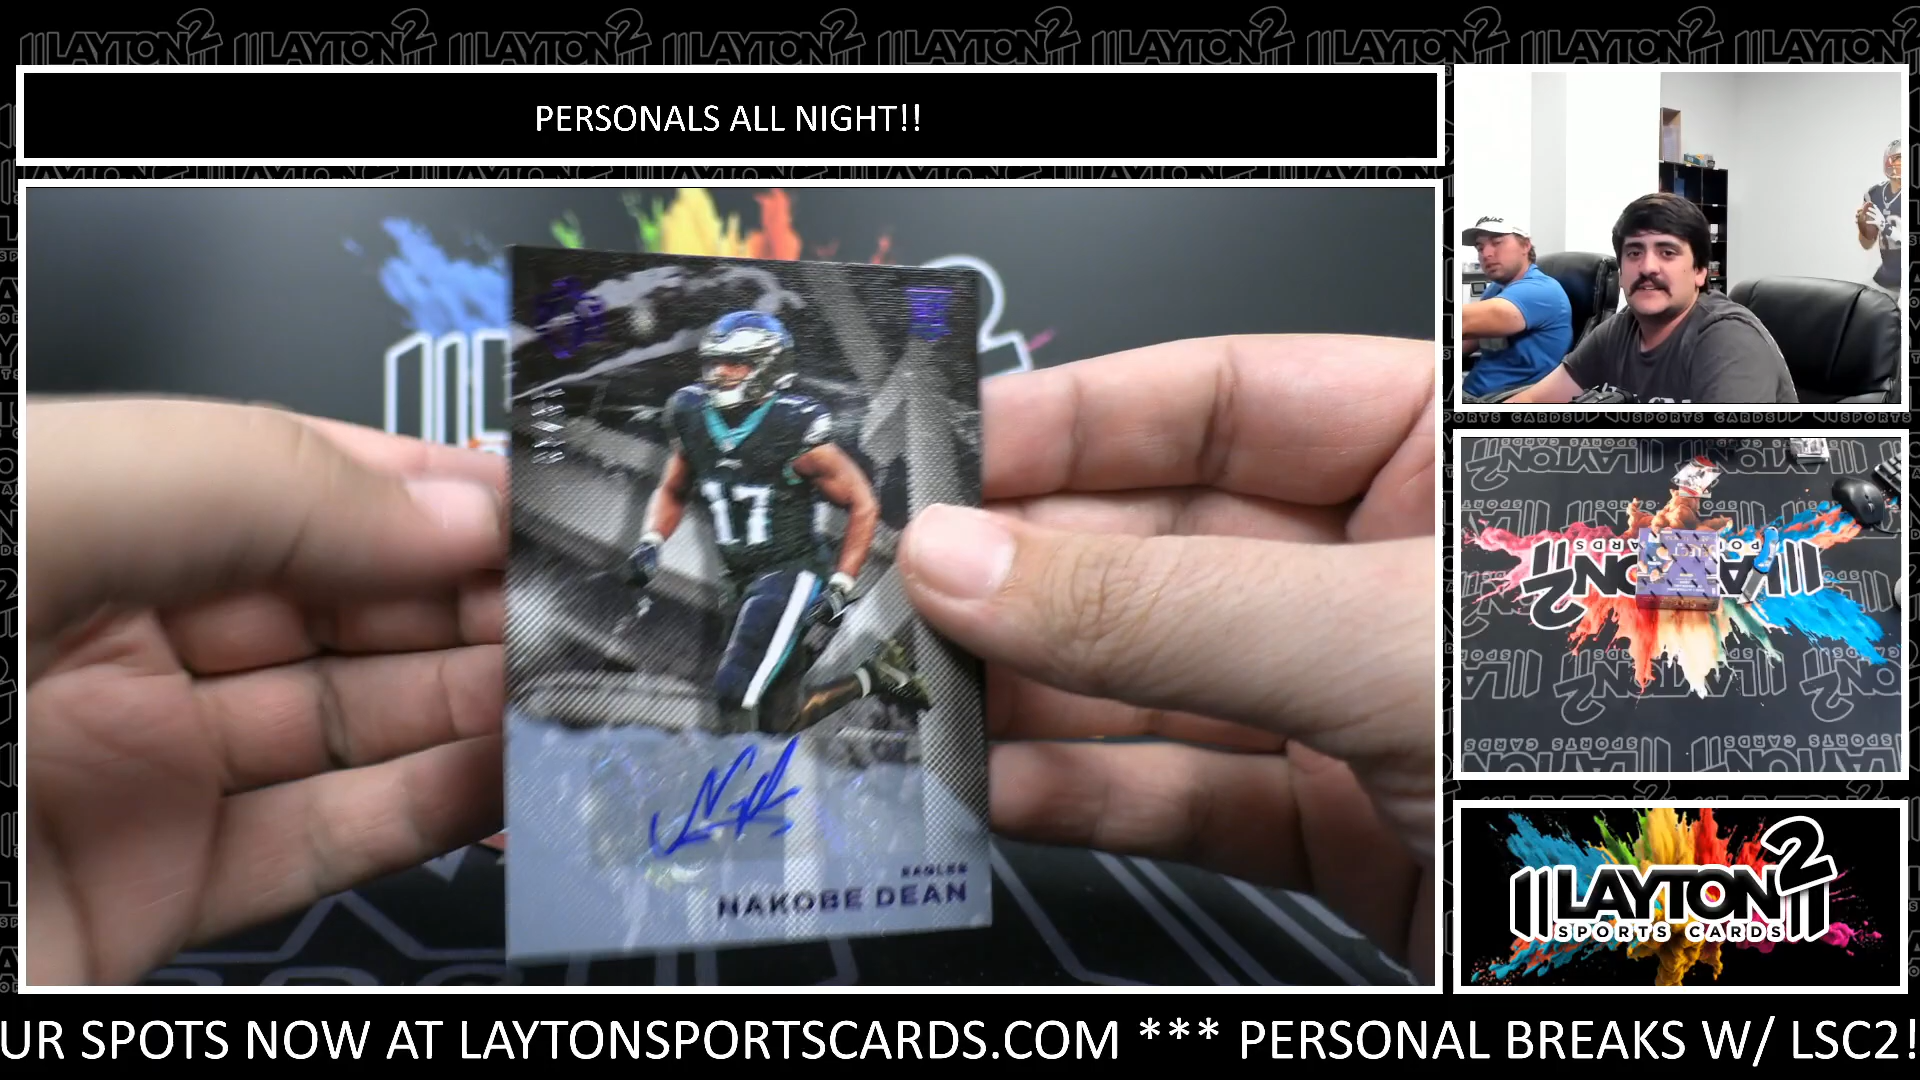 PERSONALS ALL NIGHT!!
17
EAGLES
NAKOBE DEAN
LAYTON 2
SPORTS CARDS
UR SPOTS NOW AT LAYTONSPORTSCARDS.COM *** PERSONAL BREAKS W/ LSC2!